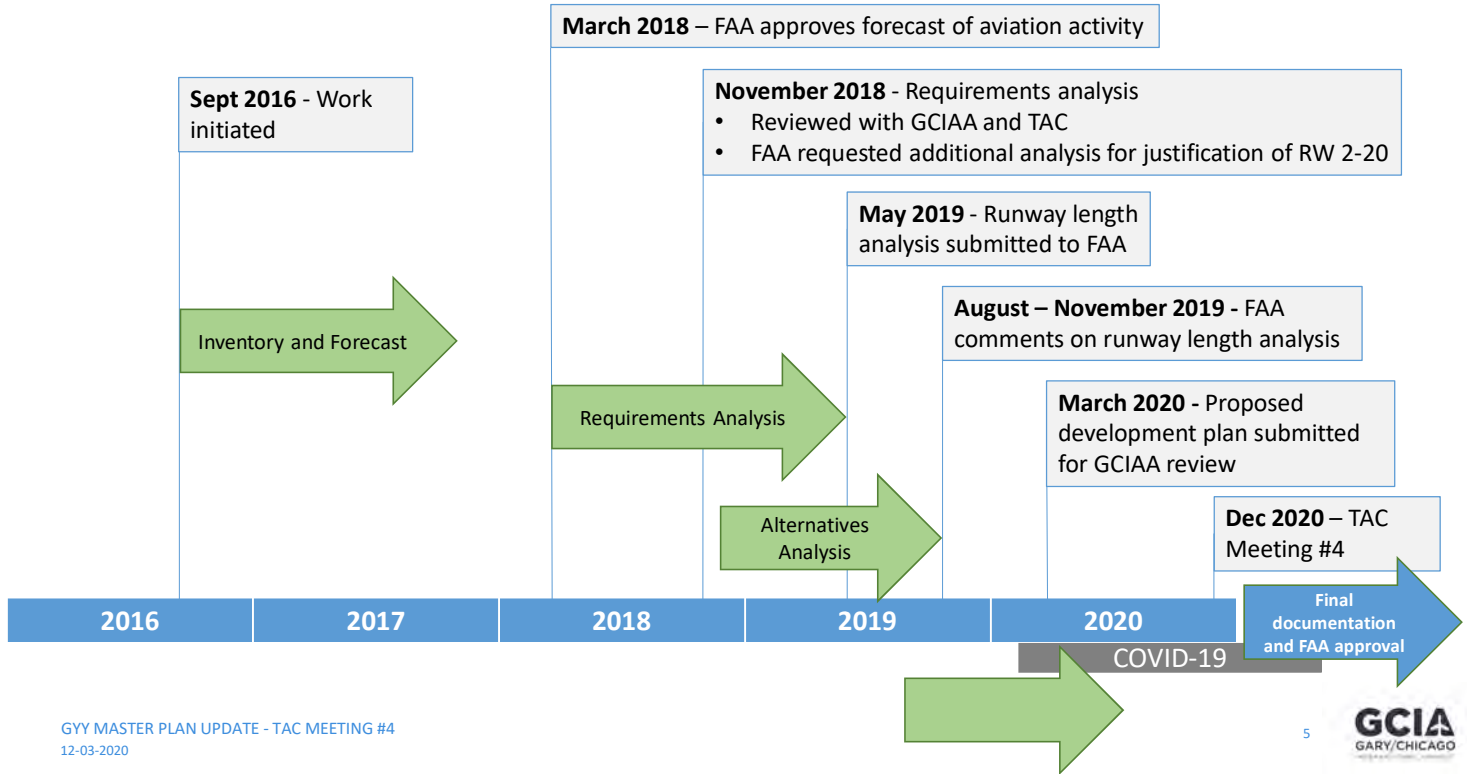 March 2018 – FAA approves forecast of aviation activity
Sept 2016 - Work
initiated
November 2018 - Requirements analysis
• Reviewed with GCIAA and TAC
• FAA requested additional analysis for justification of RW 2-20
May 2019 - Runway length
analysis submitted to FAA
August – November 2019 - FAA
comments on runway length analysis
Inventory and Forecast
March 2020 - Proposed
development plan submitted
for GCIAA review
Requirements Analysis
Dec 2020 – TAC
Meeting #4
Alternatives
Analysis
2016
2017
2018
2019
2020
Final
documentation
and FAA approval
COVID-19
GYY MASTER PLAN UPDATE - TAC MEETING #4
12-03-2020
5
GCIA
GARY/CHICAGO